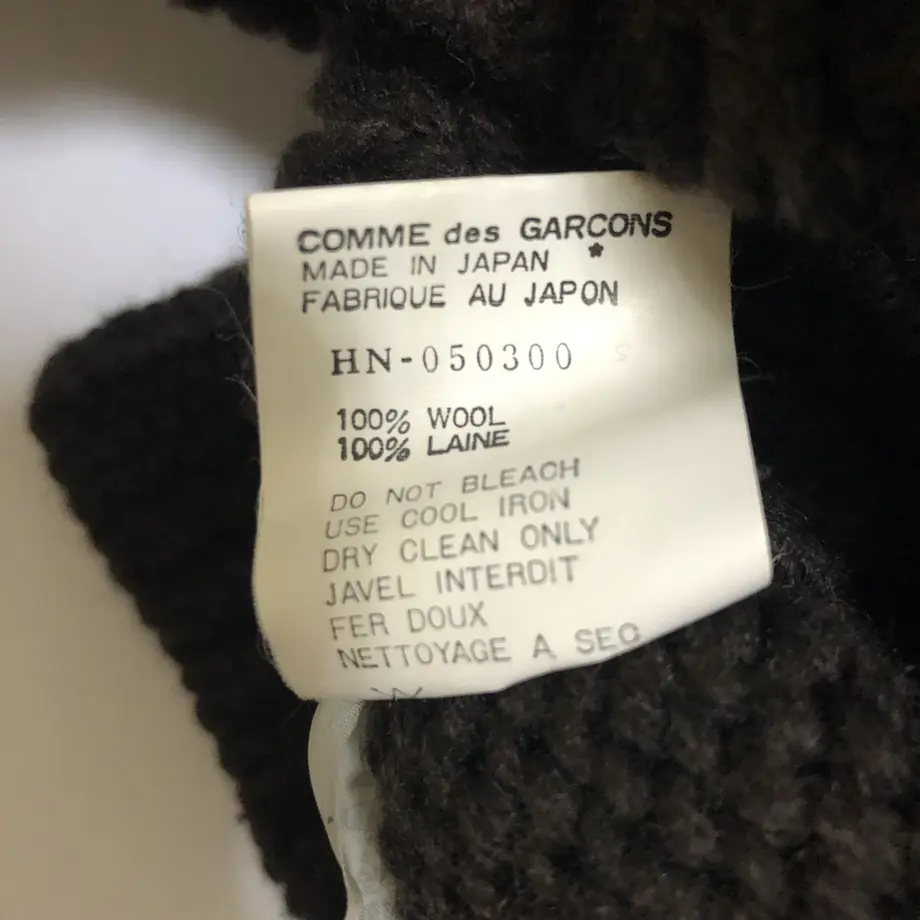 COMME des GARCONS
*
MADE IN JAPAN
FABRIQUE AU JAPON
HN-050300 S
100% WOOL
100% LAINE
DO NOT BLEACH
USE COOL IRON
DRY CLEAN ONLY
JAVEL INTERDIT
FER DOUX
NETTOYAGE A SEC
W